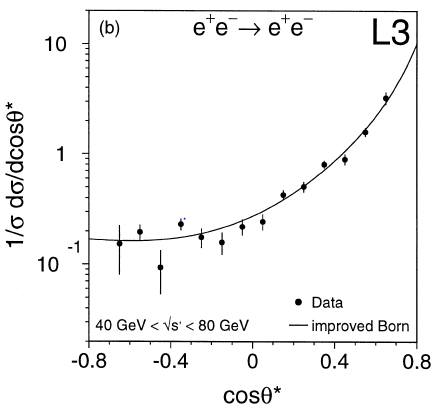 (b)
e⁺e⁻ → e⁺e⁻
L3
1/σ dσ/dcosθ*
10
1
10⁻¹
Data
improved Born
40 GeV < √s' < 80 GeV
-0.8 -0.4 0 0.4 0.8
cosθ*